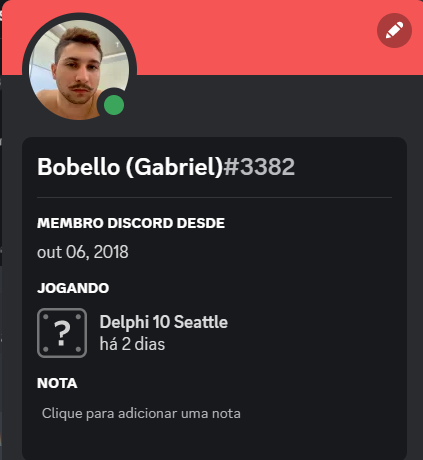 Bobello (Gabriel)#3382
MEMBRO DISCORD DESDE
out 06, 2018
JOGANDO
?
Delphi 10 Seattle
há 2 dias
NOTA
Clique para adicionar uma nota